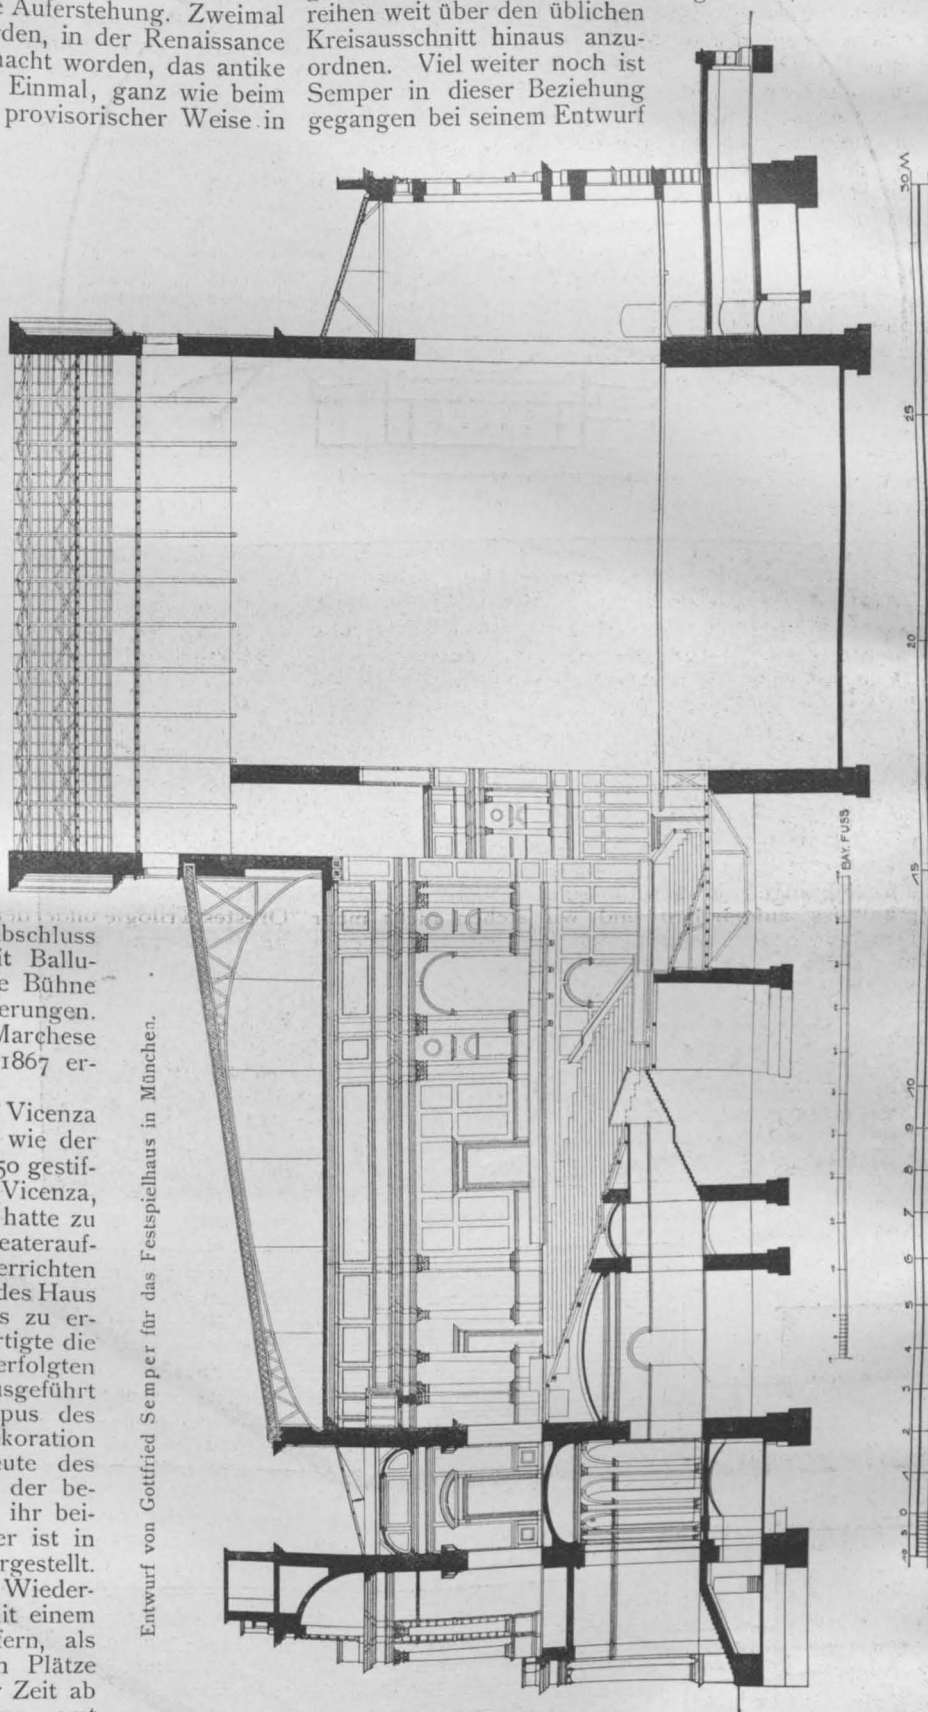 Auferstehung. Zweimal
den, in der Renaissance
nacht worden, das antike
Einmal, ganz wie beim
provisorischer Weise in
reihen weit über den üblichen
Kreisausschnitt hinaus anzu-
ordnen. Viel weiter noch ist
Semper in dieser Beziehung
gegangen bei seinem Entwurf
bschluss
it Ballu-
e Bühne
erungen.
Marchese
1867 er-
Vicenza
wie der
50 gestif-
Vicenza,
hatte zu
eaterauf-
errichten
des Haus
s zu er-
rtigte die
erfolgten
usgeführt
pus des
koration
ute des
der be-
ihr bei-
er ist in
rgestellt.
Wieder-
it einem
fern, als
n Plätze
Zeit ab
Entwurf von Gottfried Semper für das Festspielhaus in München.
BAY. FUSS
30 M
25
20
15
10
9
8
7
6
5
4
3
2
1
0
5
10